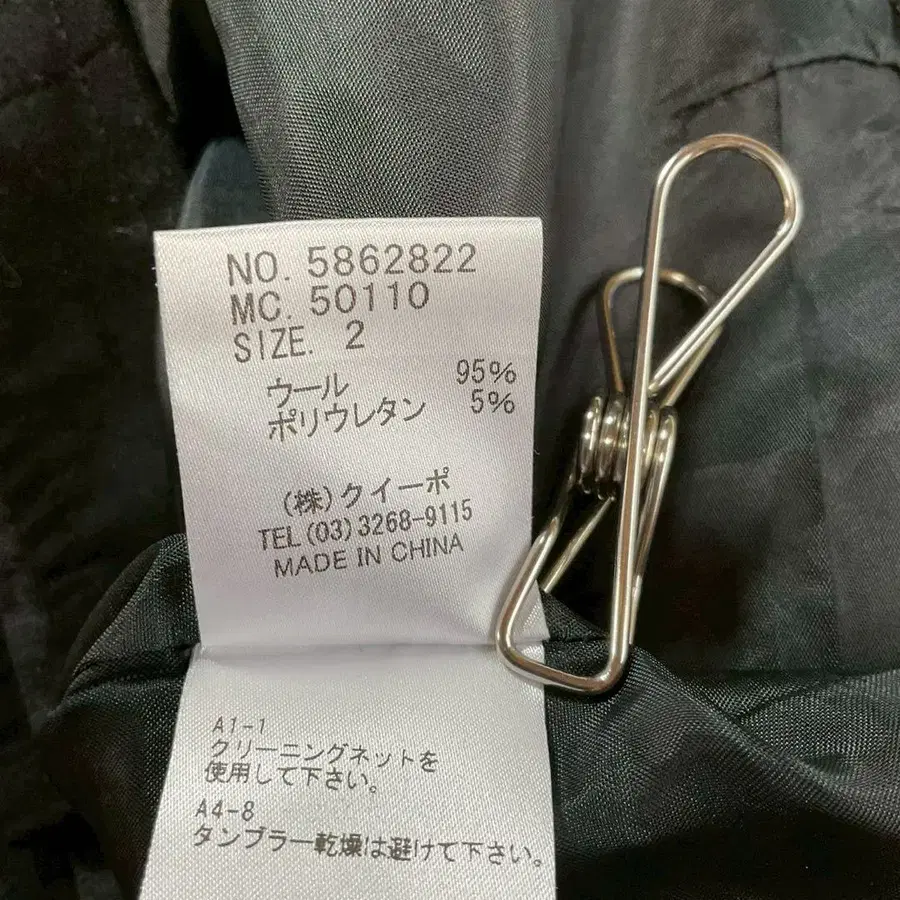 NO. 5862822
MC. 50110
SIZE. 2
ウール 95%
ポリウレタン 5%
(株)クイーポ
TEL(03)3268-9115
MADE IN CHINA
A1-1
クリーニングネットを
使用して下さい。
A4-8
タンブラー乾燥は避けて下さい。